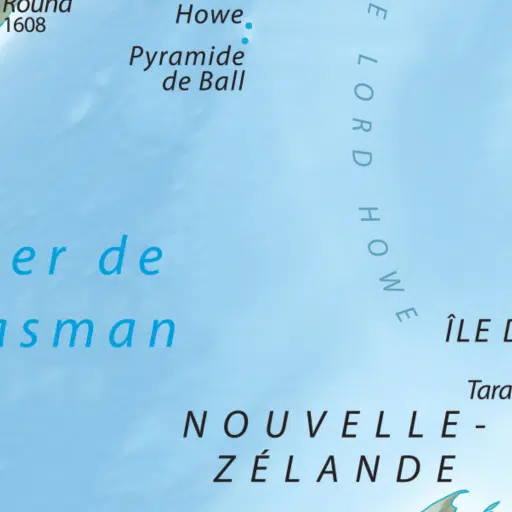 Round
1608
Howe
Pyramide
de Ball
E LORD HOWE
er de
asman
ÎLE D
Tara
NOUVELLE-
ZÉLANDE